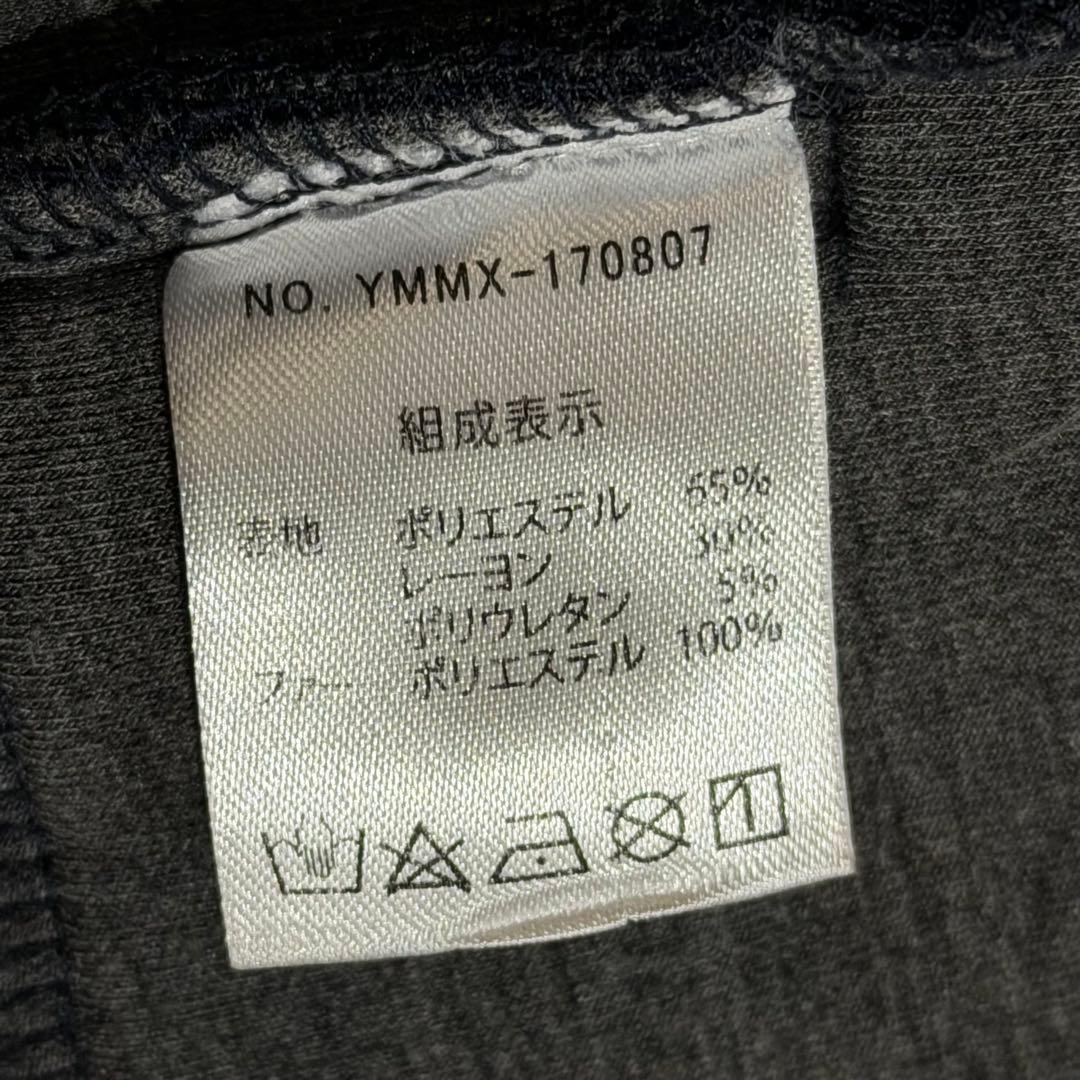 NO. YMMX-170807
組成表示
表地 ポリエステル 65%
レーヨン 30%
ポリウレタン 5%
ファー ポリエステル 100%